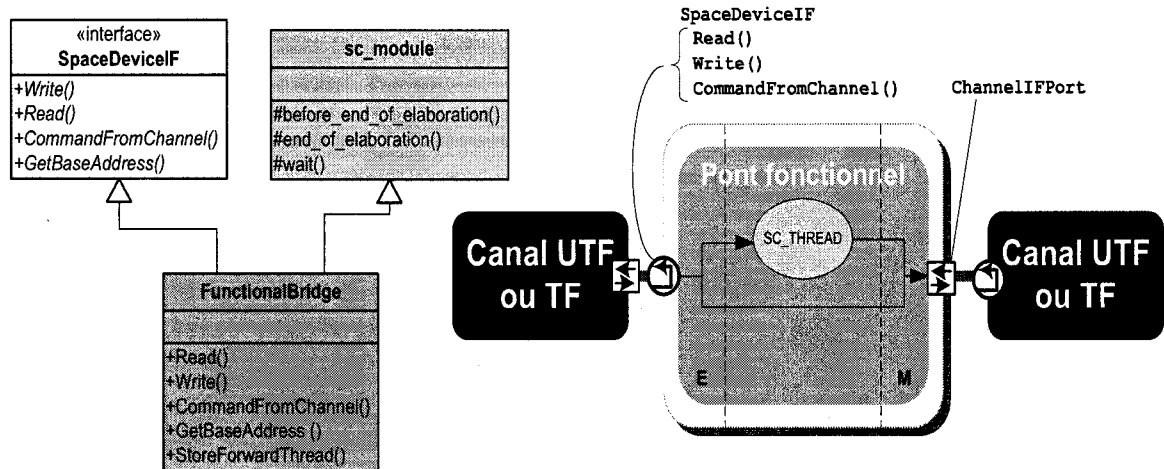 «interface»
SpaceDeviceIF
+Write()
+Read()
+CommandFromChannel()
+GetBaseAddress()
sc_module
#before_end_of_elaboration()
#end_of_elaboration()
#wait()
FunctionalBridge
+Read()
+Write()
+CommandFromChannel()
+GetBaseAddress ()
+StoreForwardThread()
SpaceDeviceIF
Read()
Write()
CommandFromChannel()
ChannelIFPort
Pont fonctionnel
SC_THREAD
Canal UTF
ou TF
E
M
Canal UTF
ou TF